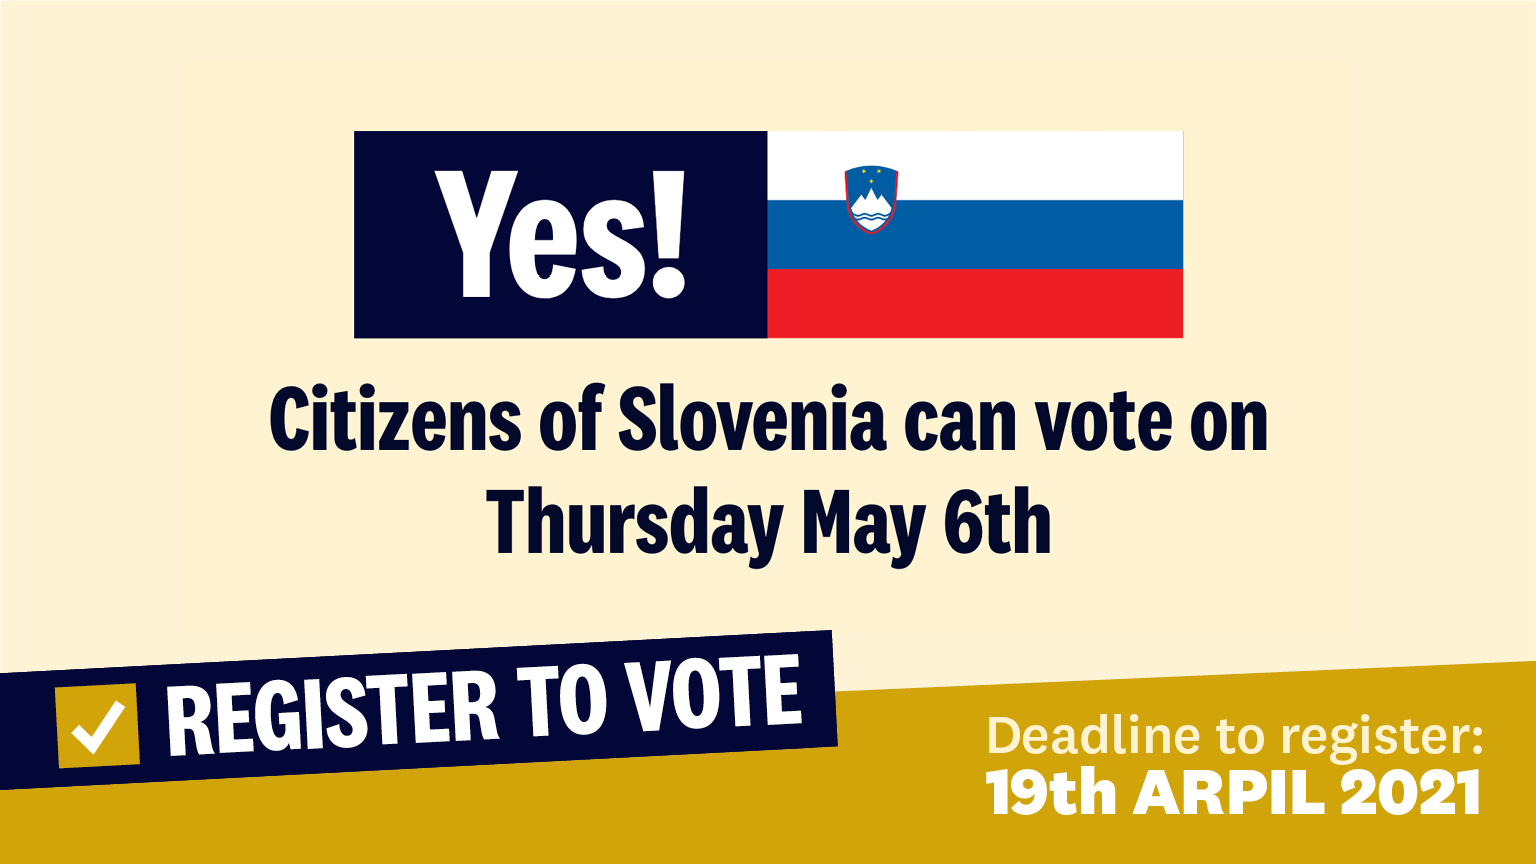 Yes!
Citizens of Slovenia can vote on
Thursday May 6th
REGISTER TO VOTE
Deadline to register:
19th ARPIL 2021